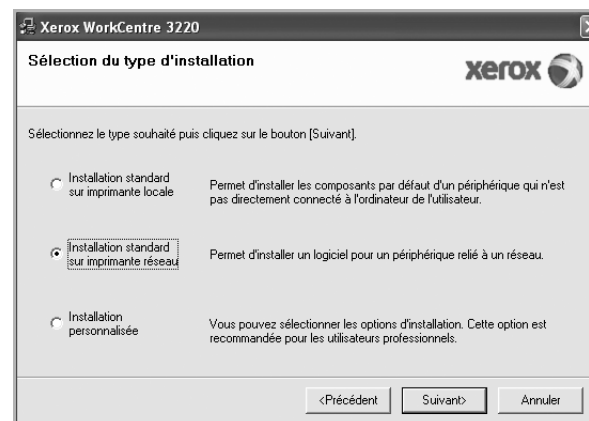 Xerox WorkCentre 3220
Sélection du type d'installation
xerox
Sélectionnez le type souhaité puis cliquez sur le bouton [Suivant].
Installation standard
sur imprimante locale
Permet d'installer les composants par défaut d'un périphérique qui n'est
pas directement connecté à l'ordinateur de l'utilisateur.
Installation standard
sur imprimante réseau
Permet d'installer un logiciel pour un périphérique relié à un réseau.
Installation
personnalisée
Vous pouvez sélectionner les options d'installation. Cette option est
recommandée pour les utilisateurs professionnels.
<Précédent
Suivant>
Annuler